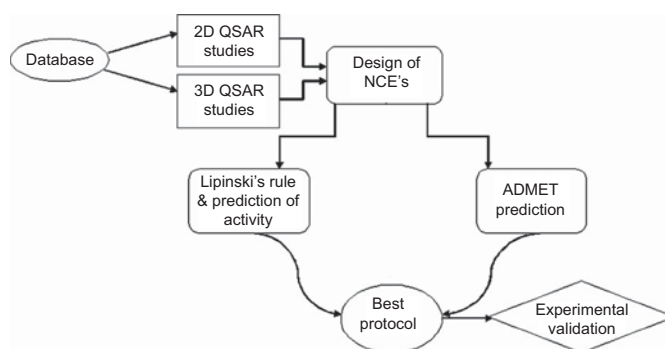 Database
2D QSAR
studies
3D QSAR
studies
Design of
NCE's
Lipinski's rule
& prediction of
activity
ADMET
prediction
Best
protocol
Experimental
validation